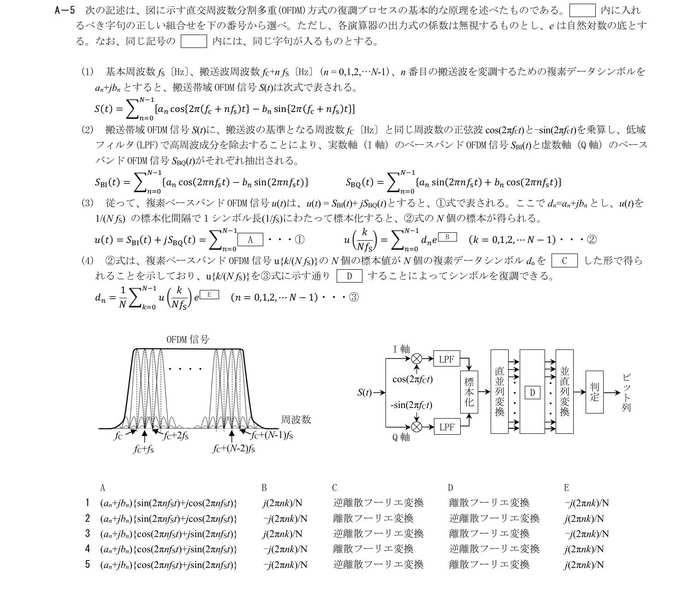 A−5 次の記述は、図に示す直交周波数分割多重(OFDM)方式の復調プロセスの基本的な原理を述べたものである。□内に入れ
るべき字句の正しい組合せを下の番号から選べ。ただし、各演算器の出力式の係数は無視するものとし、eは自然対数の底とす
る。なお、同じ記号の□内には、同じ字句が入るものとする。
(1) 基本周波数 fS〔Hz〕、搬送波周波数 fC+n fS〔Hz〕(n = 0,1,2,…N-1)、n 番目の搬送波を変調するための複素データシンボルを
an+jbn とすると、搬送帯域 OFDM 信号 S(t)は次式で表される。
S(t) = ∑_{n=0}^{N−1}[an cos{2π(fc + nfs)t} − bn sin{2π(fc + nfs)t}]
(2) 搬送帯域 OFDM 信号 S(t)に、搬送波の基準となる周波数 fC〔Hz〕と同じ周波数の正弦波 cos(2πfCt)と-sin(2πfCt)を乗算し、低域
フィルタ(LPF)で高周波成分を除去することにより、実数軸(I 軸)のベースバンド OFDM 信号 SBI(t)と虚数軸(Q 軸)のベース
バンド OFDM 信号 SBQ(t)がそれぞれ抽出される。
SBI(t) = ∑_{n=0}^{N−1}{an cos(2πnfst) − bn sin(2πnfst)} SBQ(t) = ∑_{n=0}^{N−1}{an sin(2πnfst) + bn cos(2πnfst)}
(3) 従って、複素ベースバンド OFDM 信号 u(t)は、u(t) = SBI(t)+ jSBQ(t)とすると、①式で表される。ここで dn=an+jbn とし、u(t)を
1/(N fS) の標本化間隔で 1 シンボル長(1/fS)にわたって標本化すると、②式の N 個の標本が得られる。
u(t) = SBI(t) + jSBQ(t) = ∑_{n=0}^{N−1} A ・・・① u(k/Nfs) = ∑_{n=0}^{N−1} dn e^B (k = 0,1,2,⋯ N − 1)・・・②
(4) ②式は、複素ベースバンド OFDM 信号 u{k/(N fS)}の N 個の標本値が N 個の複素データシンボル dn を C した形で得ら
れることを示しており、u{k/(N fS)}を③式に示す通り D することによってシンボルを復調できる。
dn = 1/N ∑_{k=0}^{N−1} u(k/Nfs) e^E (n = 0,1,2,⋯ N − 1)・・・③
OFDM 信号
周波数
fC
fC+fS
fC+2fS
fC+(N-2)fS
fC+(N-1)fS
S(t)
I 軸
cos(2πfCt)
-sin(2πfCt)
Q 軸
LPF
LPF
標本化
直並列変換
D
並直列変換
判定
ビット列
A B C D E
1 (an+jbn){sin(2πnfSt)+jcos(2πnfSt)} j(2πnk)/N 逆離散フーリエ変換 離散フーリエ変換 −j(2πnk)/N
2 (an+jbn){sin(2πnfSt)+jcos(2πnfSt)} −j(2πnk)/N 離散フーリエ変換 逆離散フーリエ変換 j(2πnk)/N
3 (an+jbn){cos(2πnfSt)+jsin(2πnfSt)} j(2πnk)/N 逆離散フーリエ変換 離散フーリエ変換 −j(2πnk)/N
4 (an+jbn){cos(2πnfSt)+jsin(2πnfSt)} −j(2πnk)/N 離散フーリエ変換 逆離散フーリエ変換 j(2πnk)/N
5 (an+jbn){cos(2πnfSt)+jsin(2πnfSt)} −j(2πnk)/N 逆離散フーリエ変換 離散フーリエ変換 j(2πnk)/N